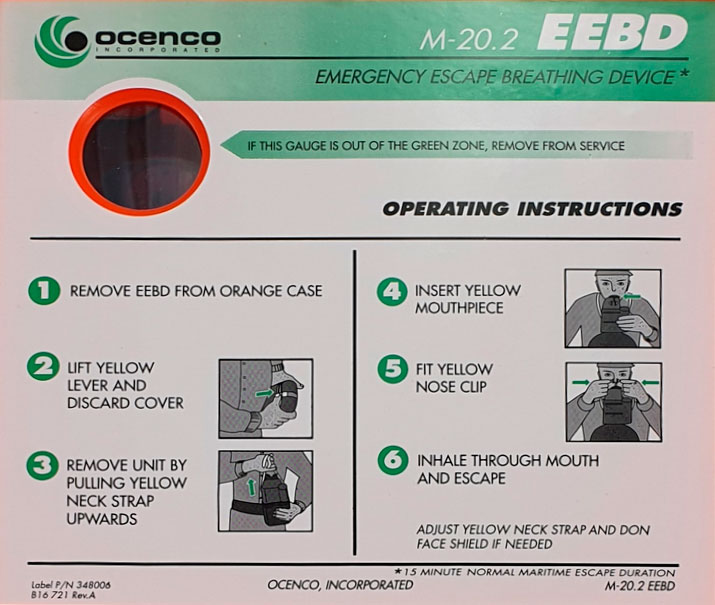 ocenco
INCORPORATED
M-20.2 EEBD
EMERGENCY ESCAPE BREATHING DEVICE*
IF THIS GAUGE IS OUT OF THE GREEN ZONE, REMOVE FROM SERVICE
OPERATING INSTRUCTIONS
1 REMOVE EEBD FROM ORANGE CASE
2 LIFT YELLOW
LEVER AND
DISCARD COVER
3 REMOVE UNIT BY
PULLING YELLOW
NECK STRAP
UPWARDS
4 INSERT YELLOW
MOUTHPIECE
5 FIT YELLOW
NOSE CLIP
6 INHALE THROUGH MOUTH
AND ESCAPE
ADJUST YELLOW NECK STRAP AND DON
FACE SHIELD IF NEEDED
*15 MINUTE NORMAL MARITIME ESCAPE DURATION
Label P/N 348006
B16 721 Rev.A
OCENCO, INCORPORATED
M-20.2 EEBD